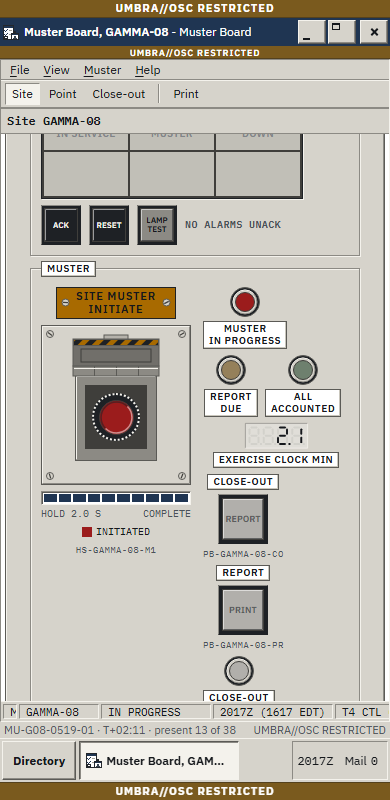 UMBRA//OSC RESTRICTED
Muster Board, GAMMA-08 - Muster Board
UMBRA//OSC RESTRICTED
File View Muster Help
Site Point Close-out Print
Site GAMMA-08
IN SERVICE MUSTER DOWN
ACK RESET LAMP TEST NO ALARMS UNACK
MUSTER
SITE MUSTER
INITIATE
MUSTER
IN PROGRESS
REPORT
DUE
ALL
ACCOUNTED
2.1
EXERCISE CLOCK MIN
CLOSE-OUT
HOLD 2.0 S COMPLETE
REPORT
INITIATED
HS-GAMMA-08-M1
PB-GAMMA-08-CO
REPORT
PRINT
PB-GAMMA-08-PR
CLOSE-OUT
GAMMA-08 IN PROGRESS 2017Z (1617 EDT) T4 CTL
MU-G08-0519-01 · T+02:11 · present 13 of 38 UMBRA//OSC RESTRICTED
Directory Muster Board, GAM... 2017Z Mail 0
UMBRA//OSC RESTRICTED